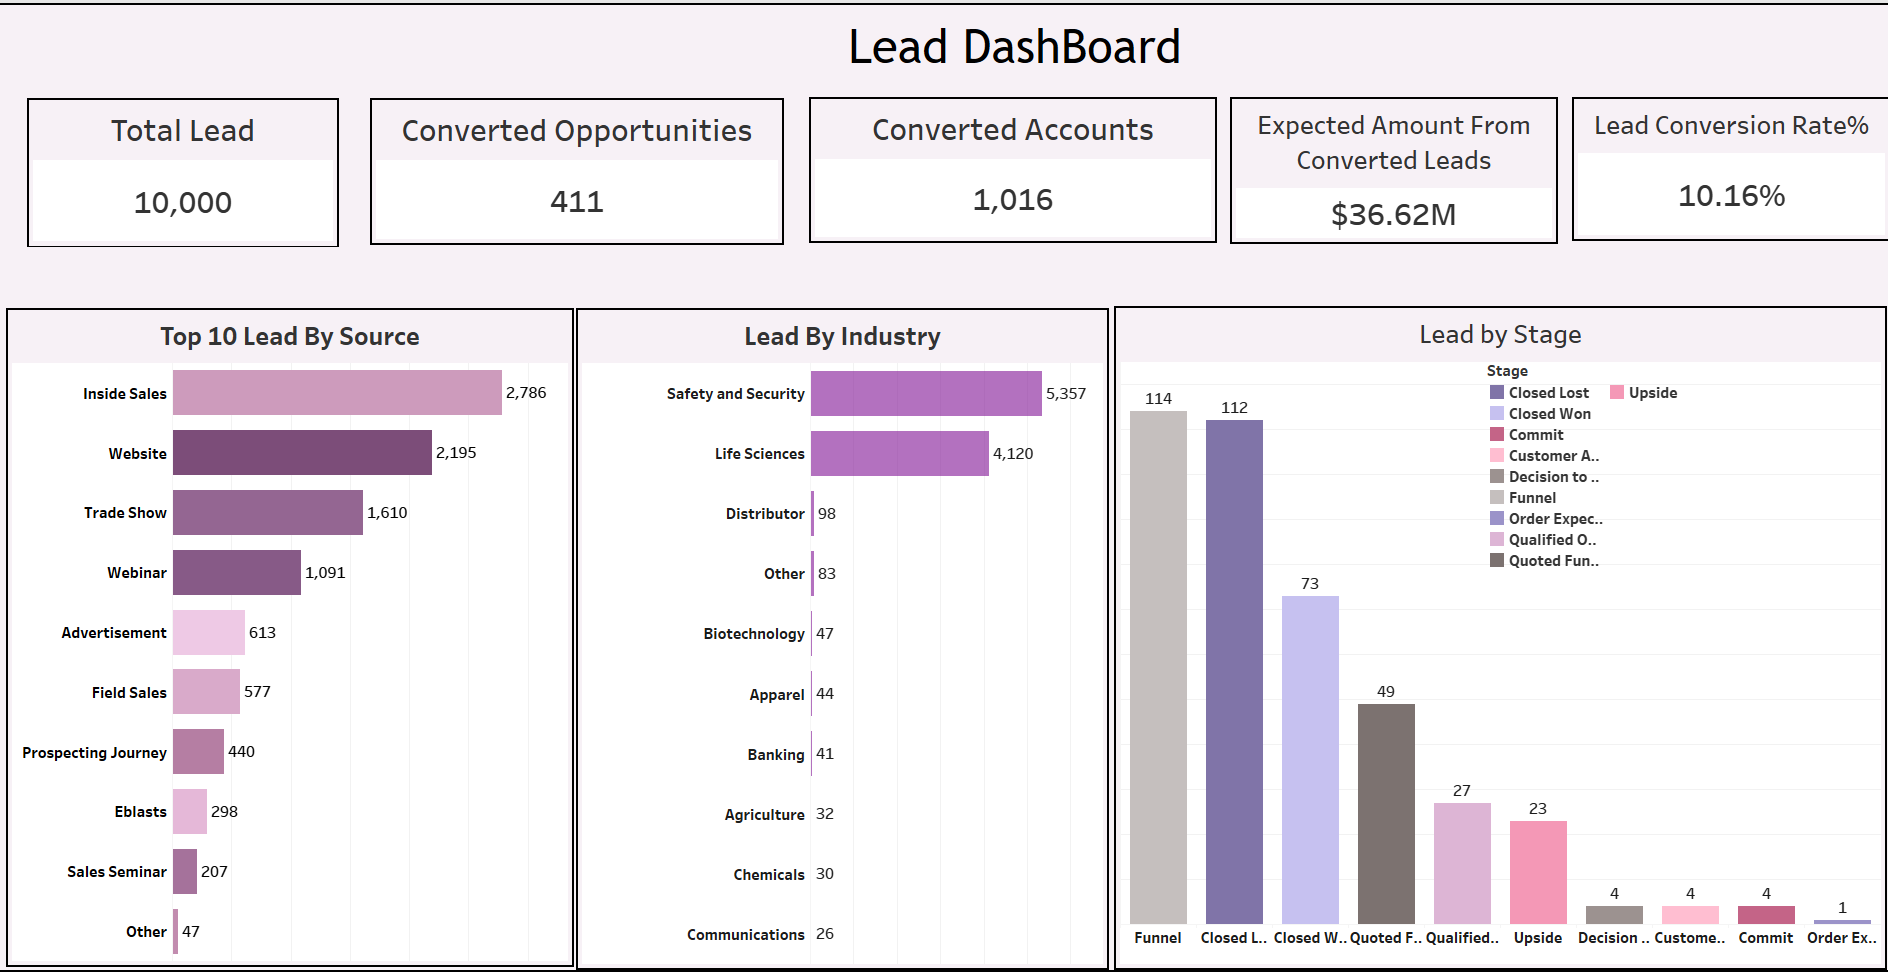 Lead DashBoard
Total Lead
10,000
Converted Opportunities
411
Converted Accounts
1,016
Expected Amount From
Converted Leads
$36.62M
Lead Conversion Rate%
10.16%
Top 10 Lead By Source
Inside Sales 2,786
Website 2,195
Trade Show 1,610
Webinar 1,091
Advertisement 613
Field Sales 577
Prospecting Journey 440
Eblasts 298
Sales Seminar 207
Other 47
Lead By Industry
Safety and Security 5,357
Life Sciences 4,120
Distributor 98
Other 83
Biotechnology 47
Apparel 44
Banking 41
Agriculture 32
Chemicals 30
Communications 26
Lead by Stage
Stage
Closed Lost Upside
Closed Won
Commit
Customer A..
Decision to ..
Funnel
Order Expec..
Qualified O..
Quoted Fun..
114 112 73 49 27 23 4 4 4 1
Funnel Closed L.. Closed W.. Quoted F.. Qualified.. Upside Decision .. Custome.. Commit Order Ex..